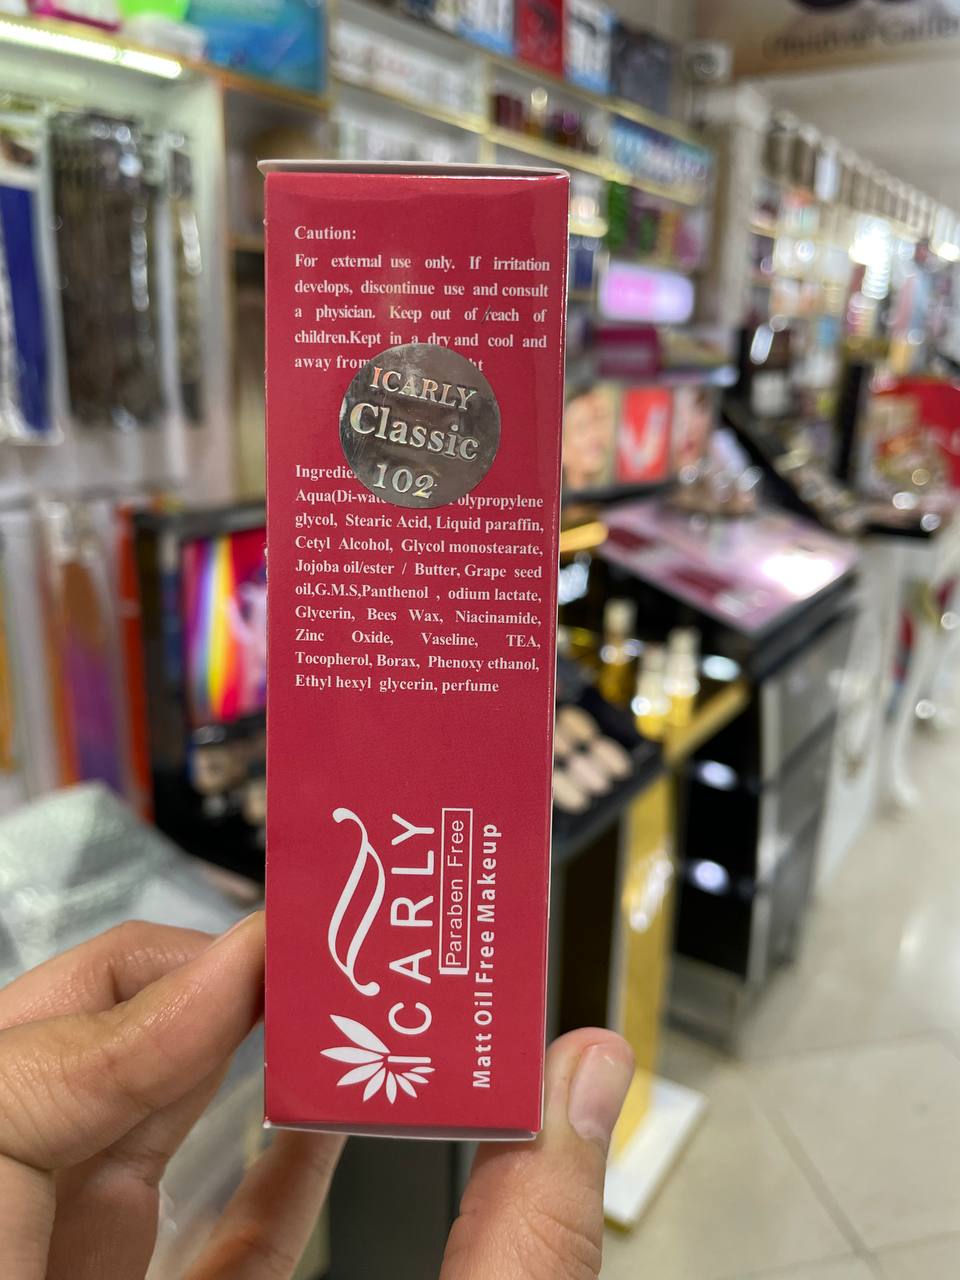 Caution:
For external use only. If irritation
develops, discontinue use and consult
a physician. Keep out of reach of
children.Kept in a dry and cool and
away from
ICARLY
Classic
102
Aqua(Di-
glycol, Stearic Acid, Liquid paraffin,
Cetyl Alcohol, Glycol monostearate,
Jojoba oil/ester / Butter, Grape seed
oil,G.M.S,Panthenol , odium lactate,
Glycerin, Bees Wax, Niacinamide,
Zinc Oxide, Vaseline, TEA,
Tocopherol, Borax, Phenoxy ethanol,
Ethyl hexyl glycerin, perfume
ICARLY
Paraben Free
Matt Oil Free Makeup